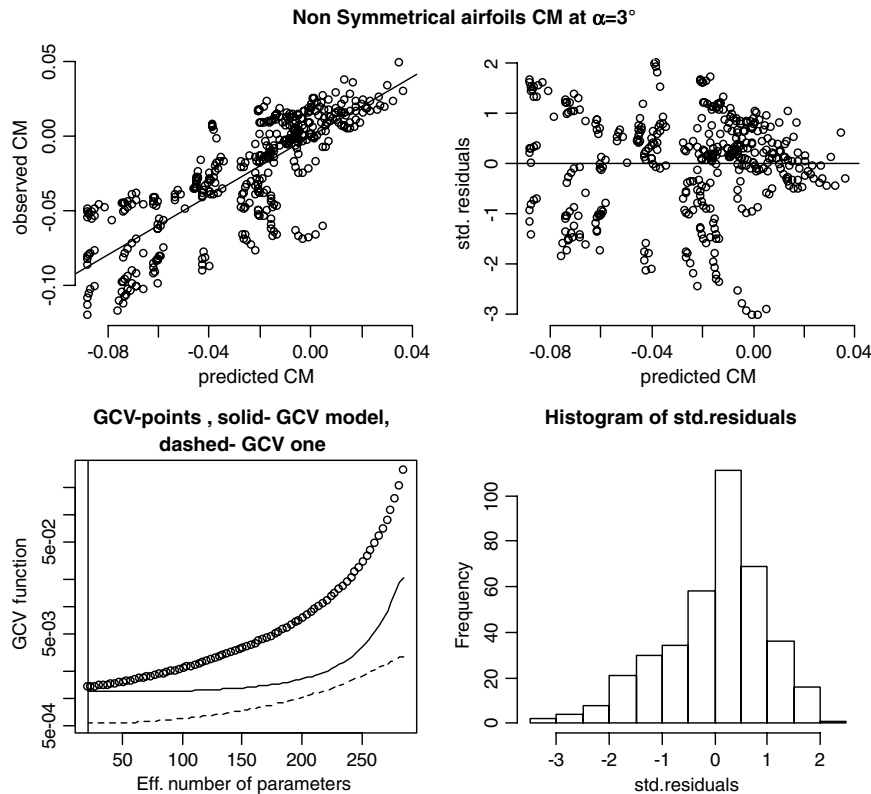 Non Symmetrical airfoils CM at α=3°
0.05
0.00
-0.05
-0.10
observed CM
-0.08
-0.04
0.00
0.04
predicted CM
2
1
0
-1
-2
-3
std. residuals
-0.08
-0.04
0.00
0.04
predicted CM
GCV-points , solid- GCV model,
dashed- GCV one
5e-02
5e-03
5e-04
GCV function
50
100
150
200
250
Eff. number of parameters
Histogram of std.residuals
100
80
60
40
20
0
Frequency
-3
-2
-1
0
1
2
std.residuals